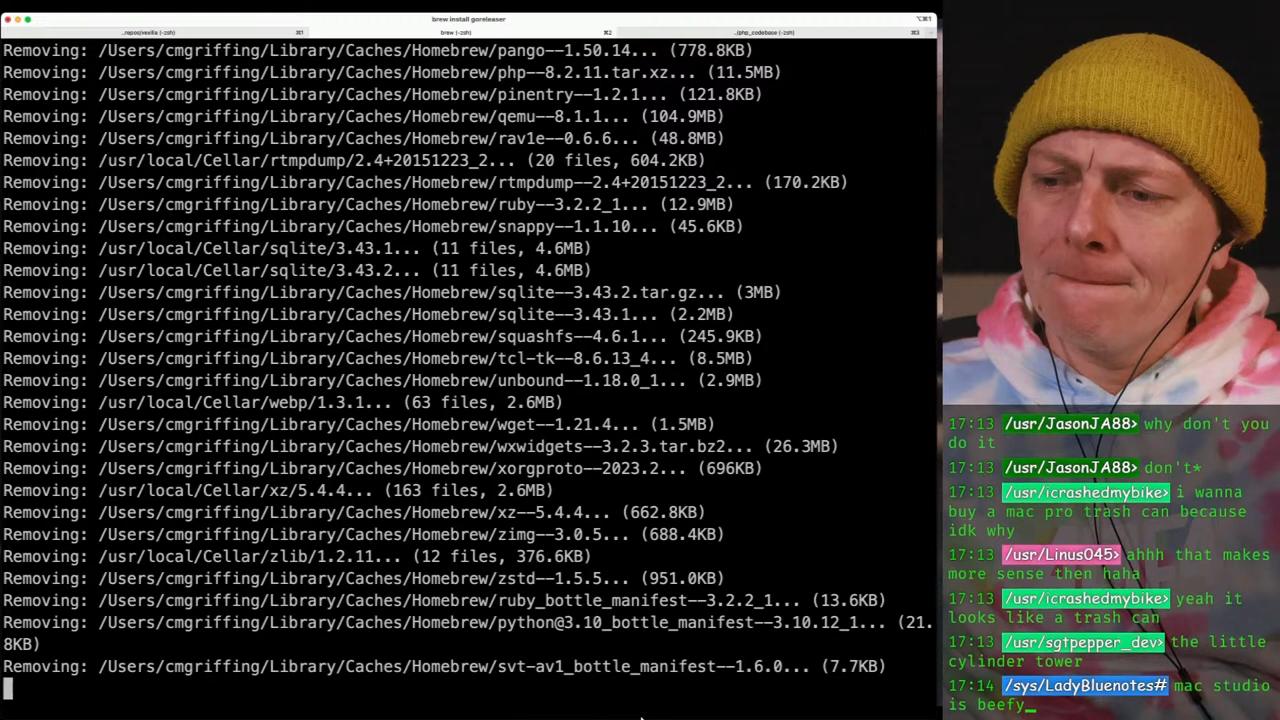 brew install goreleaser
⌥⌘1
..repos/vexilla (-zsh)
⌘1
brew (-zsh)
⌘2
../php_codebase (-zsh)
⌘3
Removing: /Users/cmgriffing/Library/Caches/Homebrew/pango--1.50.14... (778.8KB)
Removing: /Users/cmgriffing/Library/Caches/Homebrew/php--8.2.11.tar.xz... (11.5MB)
Removing: /Users/cmgriffing/Library/Caches/Homebrew/pinentry--1.2.1... (121.8KB)
Removing: /Users/cmgriffing/Library/Caches/Homebrew/qemu--8.1.1... (104.9MB)
Removing: /Users/cmgriffing/Library/Caches/Homebrew/rav1e--0.6.6... (48.8MB)
Removing: /usr/local/Cellar/rtmpdump/2.4+20151223_2... (20 files, 604.2KB)
Removing: /Users/cmgriffing/Library/Caches/Homebrew/rtmpdump--2.4+20151223_2... (170.2KB)
Removing: /Users/cmgriffing/Library/Caches/Homebrew/ruby--3.2.2_1... (12.9MB)
Removing: /Users/cmgriffing/Library/Caches/Homebrew/snappy--1.1.10... (45.6KB)
Removing: /usr/local/Cellar/sqlite/3.43.1... (11 files, 4.6MB)
Removing: /usr/local/Cellar/sqlite/3.43.2... (11 files, 4.6MB)
Removing: /Users/cmgriffing/Library/Caches/Homebrew/sqlite--3.43.2.tar.gz... (3MB)
Removing: /Users/cmgriffing/Library/Caches/Homebrew/sqlite--3.43.1... (2.2MB)
Removing: /Users/cmgriffing/Library/Caches/Homebrew/squashfs--4.6.1... (245.9KB)
Removing: /Users/cmgriffing/Library/Caches/Homebrew/tcl-tk--8.6.13_4... (8.5MB)
Removing: /Users/cmgriffing/Library/Caches/Homebrew/unbound--1.18.0_1... (2.9MB)
Removing: /usr/local/Cellar/webp/1.3.1... (63 files, 2.6MB)
Removing: /Users/cmgriffing/Library/Caches/Homebrew/wget--1.21.4... (1.5MB)
Removing: /Users/cmgriffing/Library/Caches/Homebrew/wxwidgets--3.2.3.tar.bz2... (26.3MB)
Removing: /Users/cmgriffing/Library/Caches/Homebrew/xorgproto--2023.2... (696KB)
Removing: /usr/local/Cellar/xz/5.4.4... (163 files, 2.6MB)
Removing: /Users/cmgriffing/Library/Caches/Homebrew/xz--5.4.4... (662.8KB)
Removing: /Users/cmgriffing/Library/Caches/Homebrew/zimg--3.0.5... (688.4KB)
Removing: /usr/local/Cellar/zlib/1.2.11... (12 files, 376.6KB)
Removing: /Users/cmgriffing/Library/Caches/Homebrew/zstd--1.5.5... (951.0KB)
Removing: /Users/cmgriffing/Library/Caches/Homebrew/ruby_bottle_manifest--3.2.2_1... (13.6KB)
Removing: /Users/cmgriffing/Library/Caches/Homebrew/python@3.10_bottle_manifest--3.10.12_1... (21.
8KB)
Removing: /Users/cmgriffing/Library/Caches/Homebrew/svt-av1_bottle_manifest--1.6.0... (7.7KB)
17:13 /usr/JasonJA88> why don't you
do it
17:13 /usr/JasonJA88> don't*
17:13 /usr/icrashedmybike> i wanna
buy a mac pro trash can because
idk why
17:13 /usr/Linus045> ahhh that makes
more sense then haha
17:13 /usr/icrashedmybike> yeah it
looks like a trash can
17:13 /usr/sgtpepper_dev> the little
cylinder tower
17:14 /sys/LadyBluenotes# mac studio
is beefy_